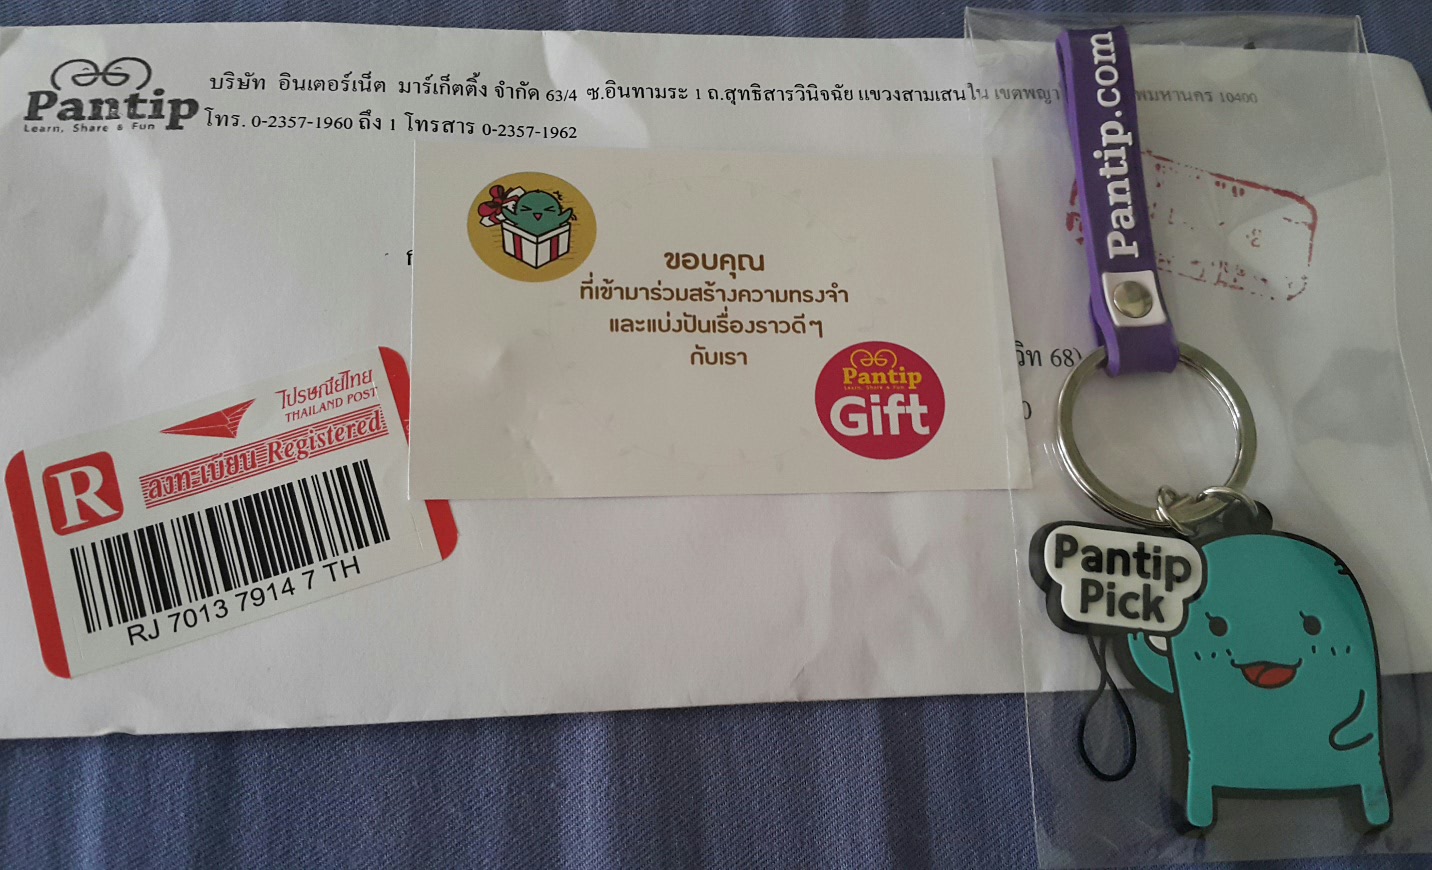 Pantip
Learn, Share & Fun
บริษัท อินเตอร์เน็ต มาร์เก็ตติ้ง จำกัด 63/4 ซ.อินทามระ 1 ถ.สุทธิสารวินิจฉัย แขวงสามเสนใน เขตพญา พมหานคร 10400
โทร. 0-2357-1960 ถึง 1 โทรสาร 0-2357-1962
Pantip.com
ขอบคุณ
ที่เข้ามาร่วมสร้างความทรงจำ
และแบ่งปันเรื่องราวดีๆ
กับเรา
Pantip
Learn, Share & Fun
Gift
วิท 68)
ไปรษณีย์ไทย
THAILAND POST
R
ลงทะเบียน Registered
RJ 7013 7914 7 TH
Pantip
Pick